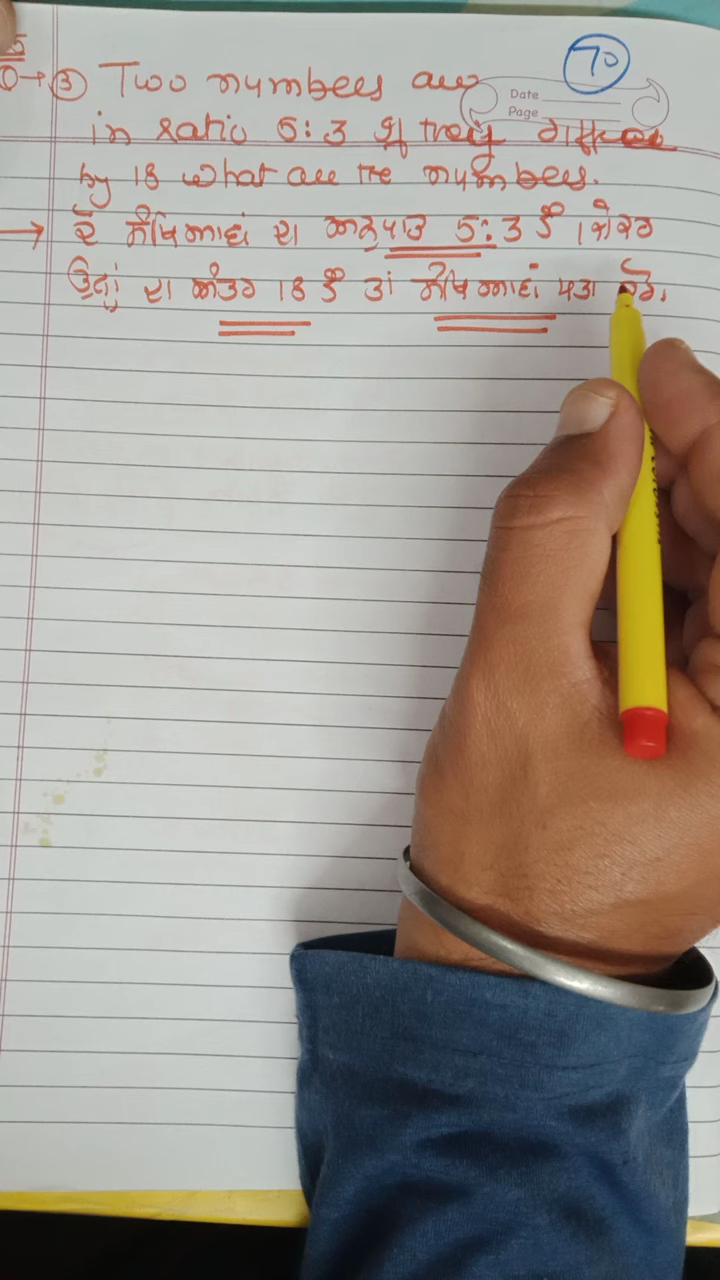 70
Q → ③ Two numbers are
Date
Page
in ratio 5:3 If they differ
by 18 what are the numbers.
→ ਦੋ ਸੰਖਿਆਵਾਂ ਦਾ ਅਨੁਪਾਤ 5:3 ਹੈ। ਜੇਕਰ
ਉਨ੍ਹਾਂ ਦਾ ਅੰਤਰ 18 ਹੈ ਤਾਂ ਸੰਖਿਆਵਾਂ ਪਤਾ ਕਰੋ.